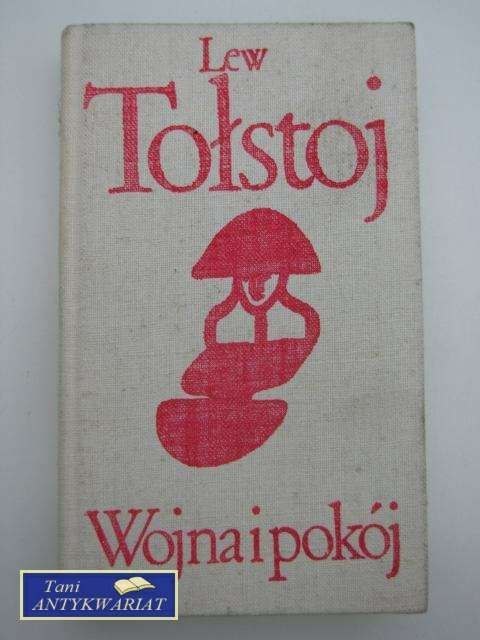 Lew
Tołstoj
Wojna i pokój
Tani
ANTYKWARIAT